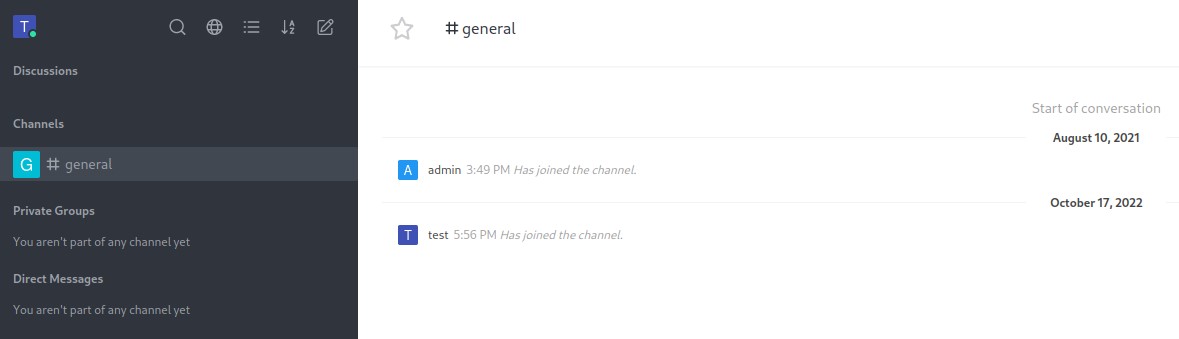 T
Discussions
Channels
G # general
Private Groups
You aren't part of any channel yet
Direct Messages
You aren't part of any channel yet
# general
Start of conversation
August 10, 2021
A admin 3:49 PM Has joined the channel.
October 17, 2022
T test 5:56 PM Has joined the channel.